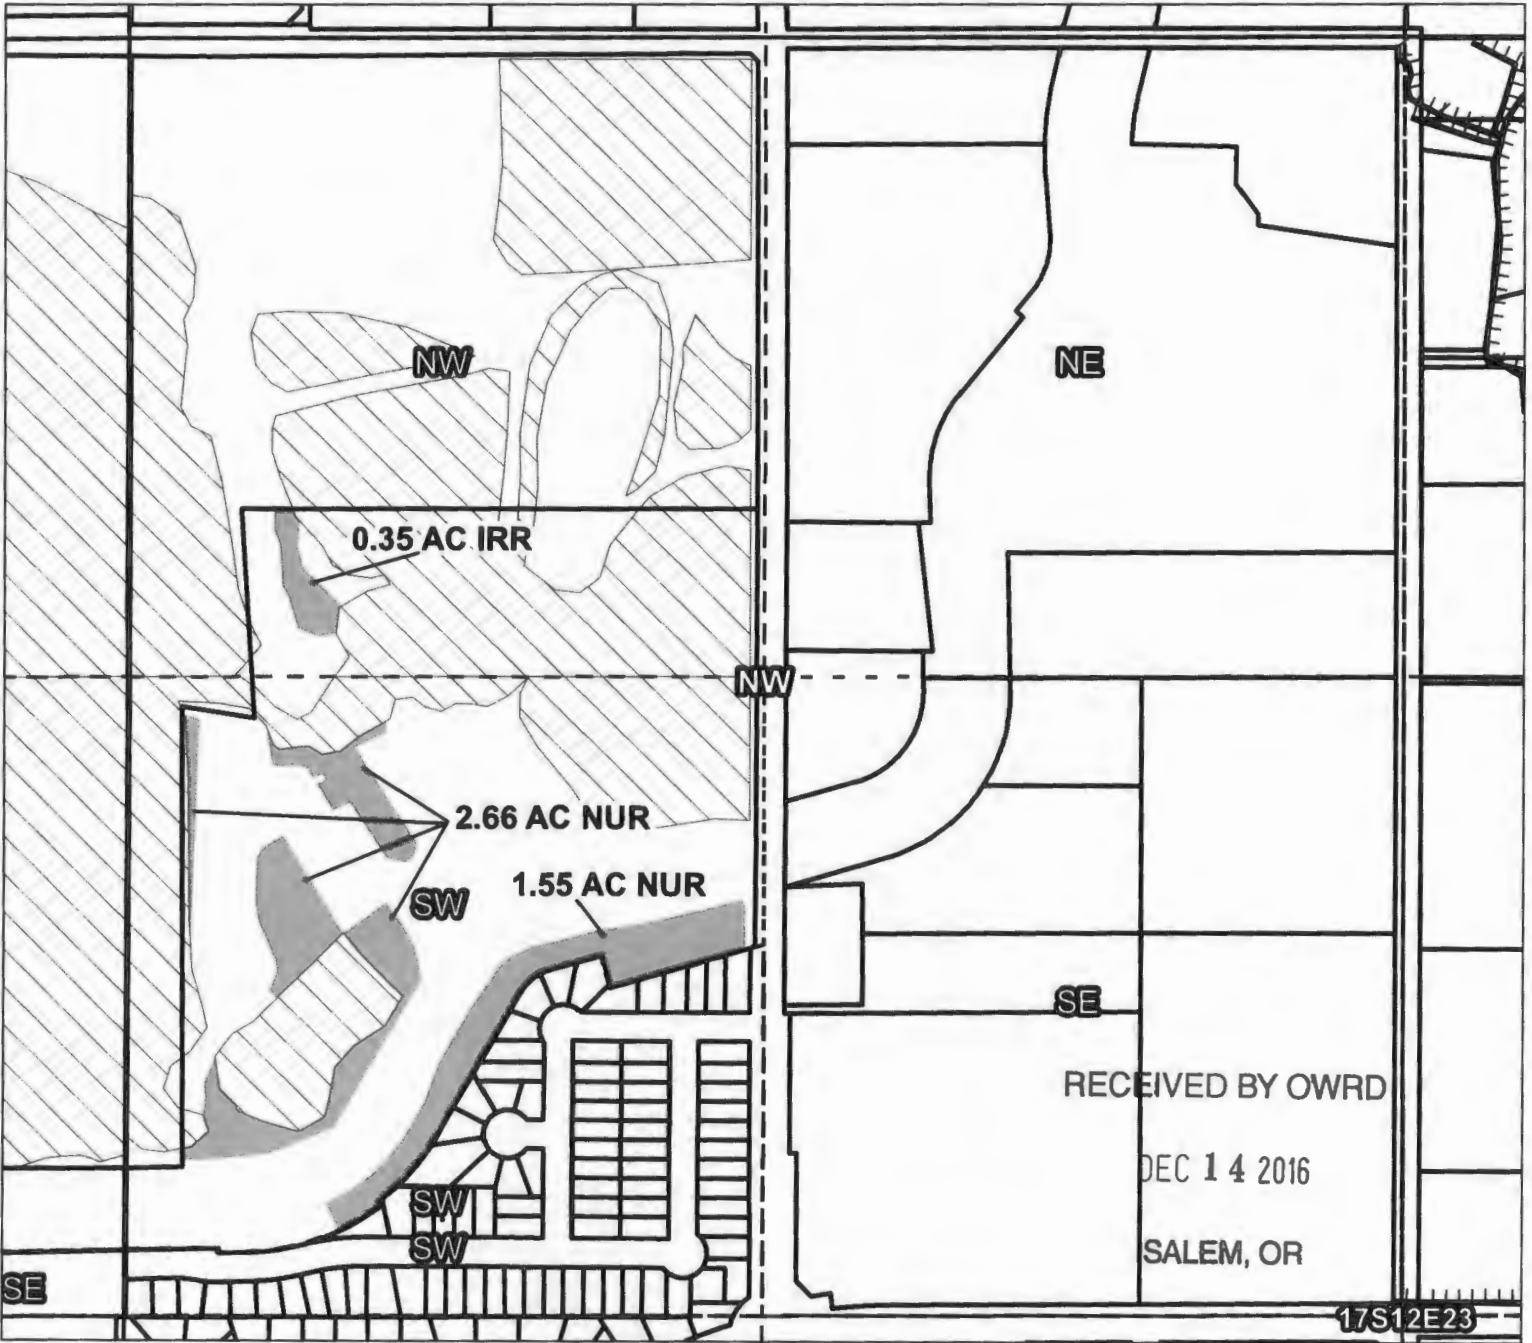 NW
NE
0.35 AC IRR
NW
2.66 AC NUR
1.55 AC NUR
SW
SE
RECEIVED BY OWRD
DEC 14 2016
SW
SW
SALEM, OR
SE
17S12E23